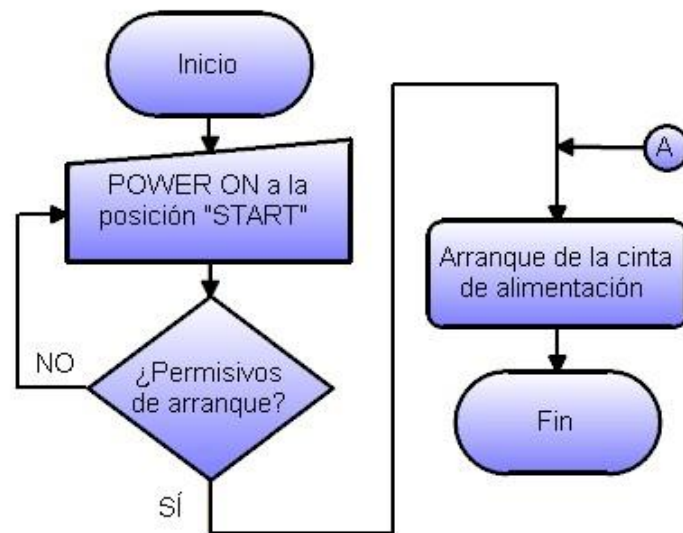 Inicio
POWER ON a la
posición "START"
¿Permisivos
de arranque?
NO
SÍ
A
Arranque de la cinta
de alimentación
Fin